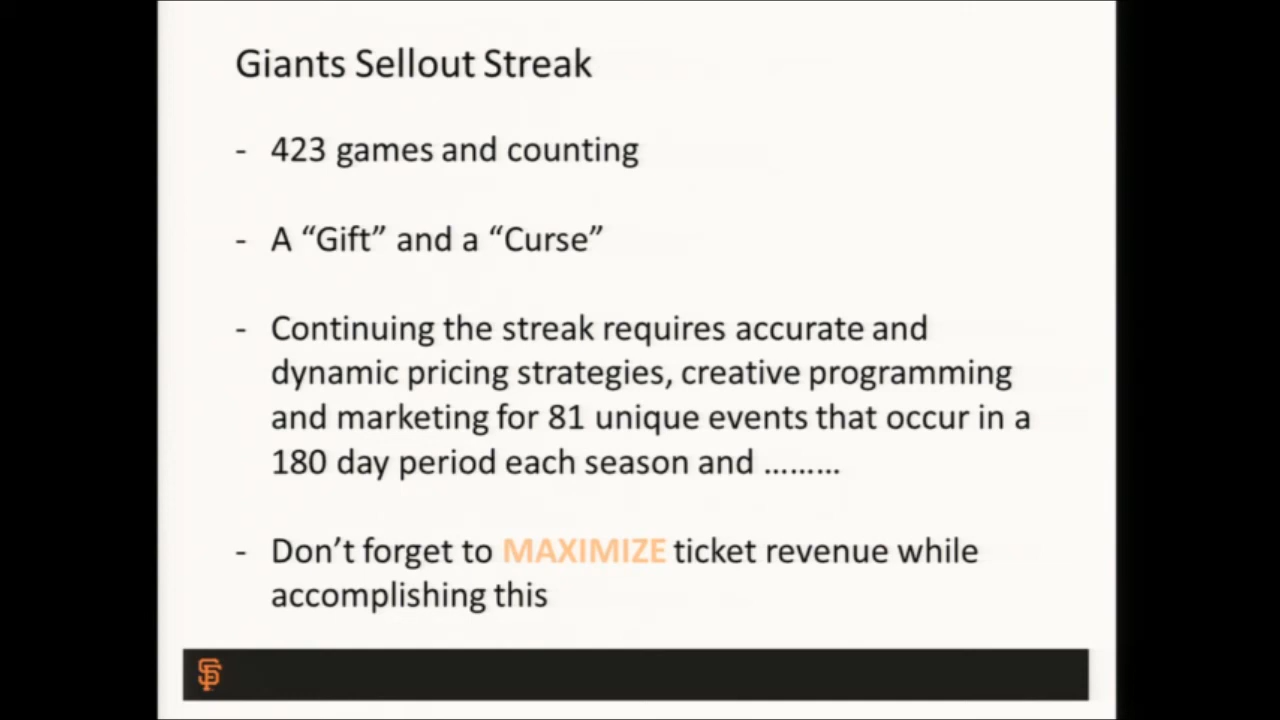 Giants Sellout Streak
- 423 games and counting
- A “Gift” and a “Curse”
- Continuing the streak requires accurate and
dynamic pricing strategies, creative programming
and marketing for 81 unique events that occur in a
180 day period each season and .........
- Don’t forget to MAXIMIZE ticket revenue while
accomplishing this
SF